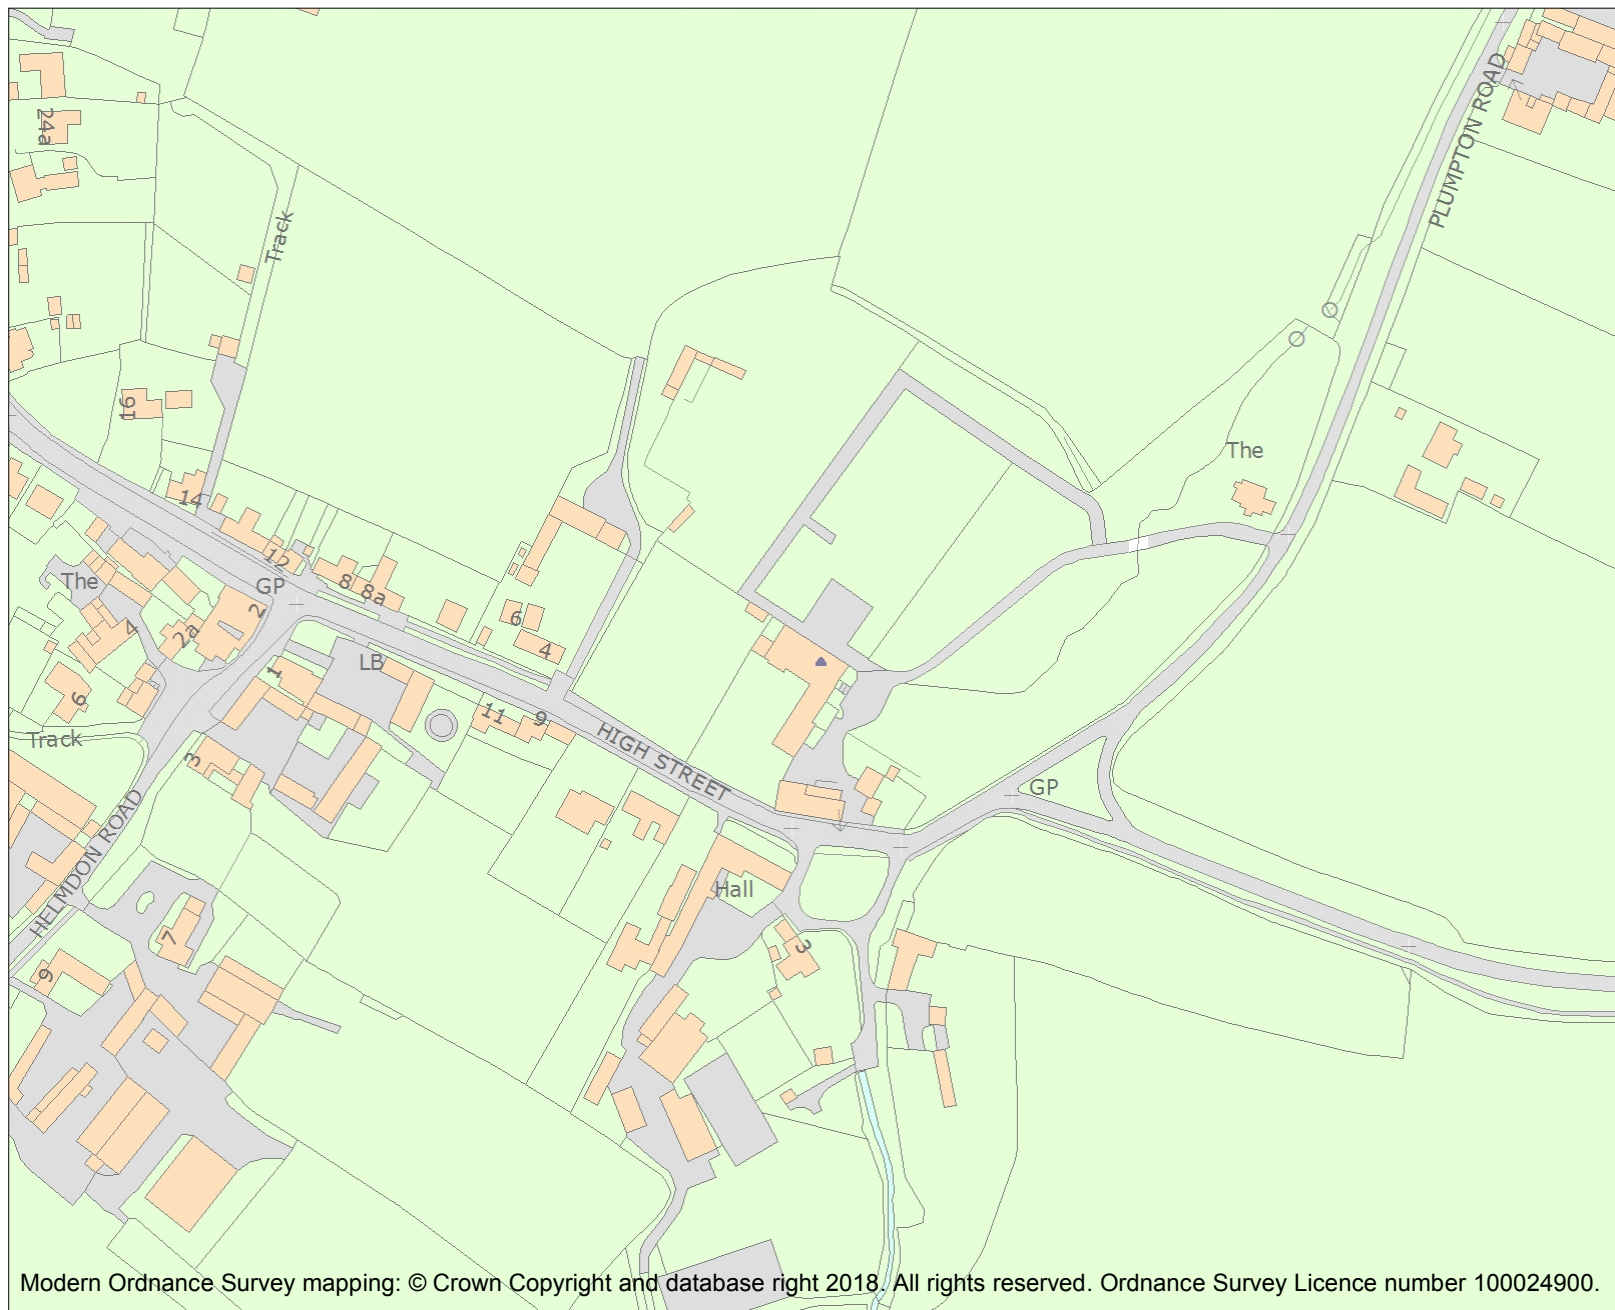 PLUMPTON ROAD
24a
Track
16
The
14
12
The
GP
8
8a
2
6
4
2a
4
LB
1
6
11
9
Track
HIGH STREET
3
GP
HELMDON ROAD
Hall
7
3
9
Modern Ordnance Survey mapping: © Crown Copyright and database right 2018. All rights reserved. Ordnance Survey Licence number 100024900.